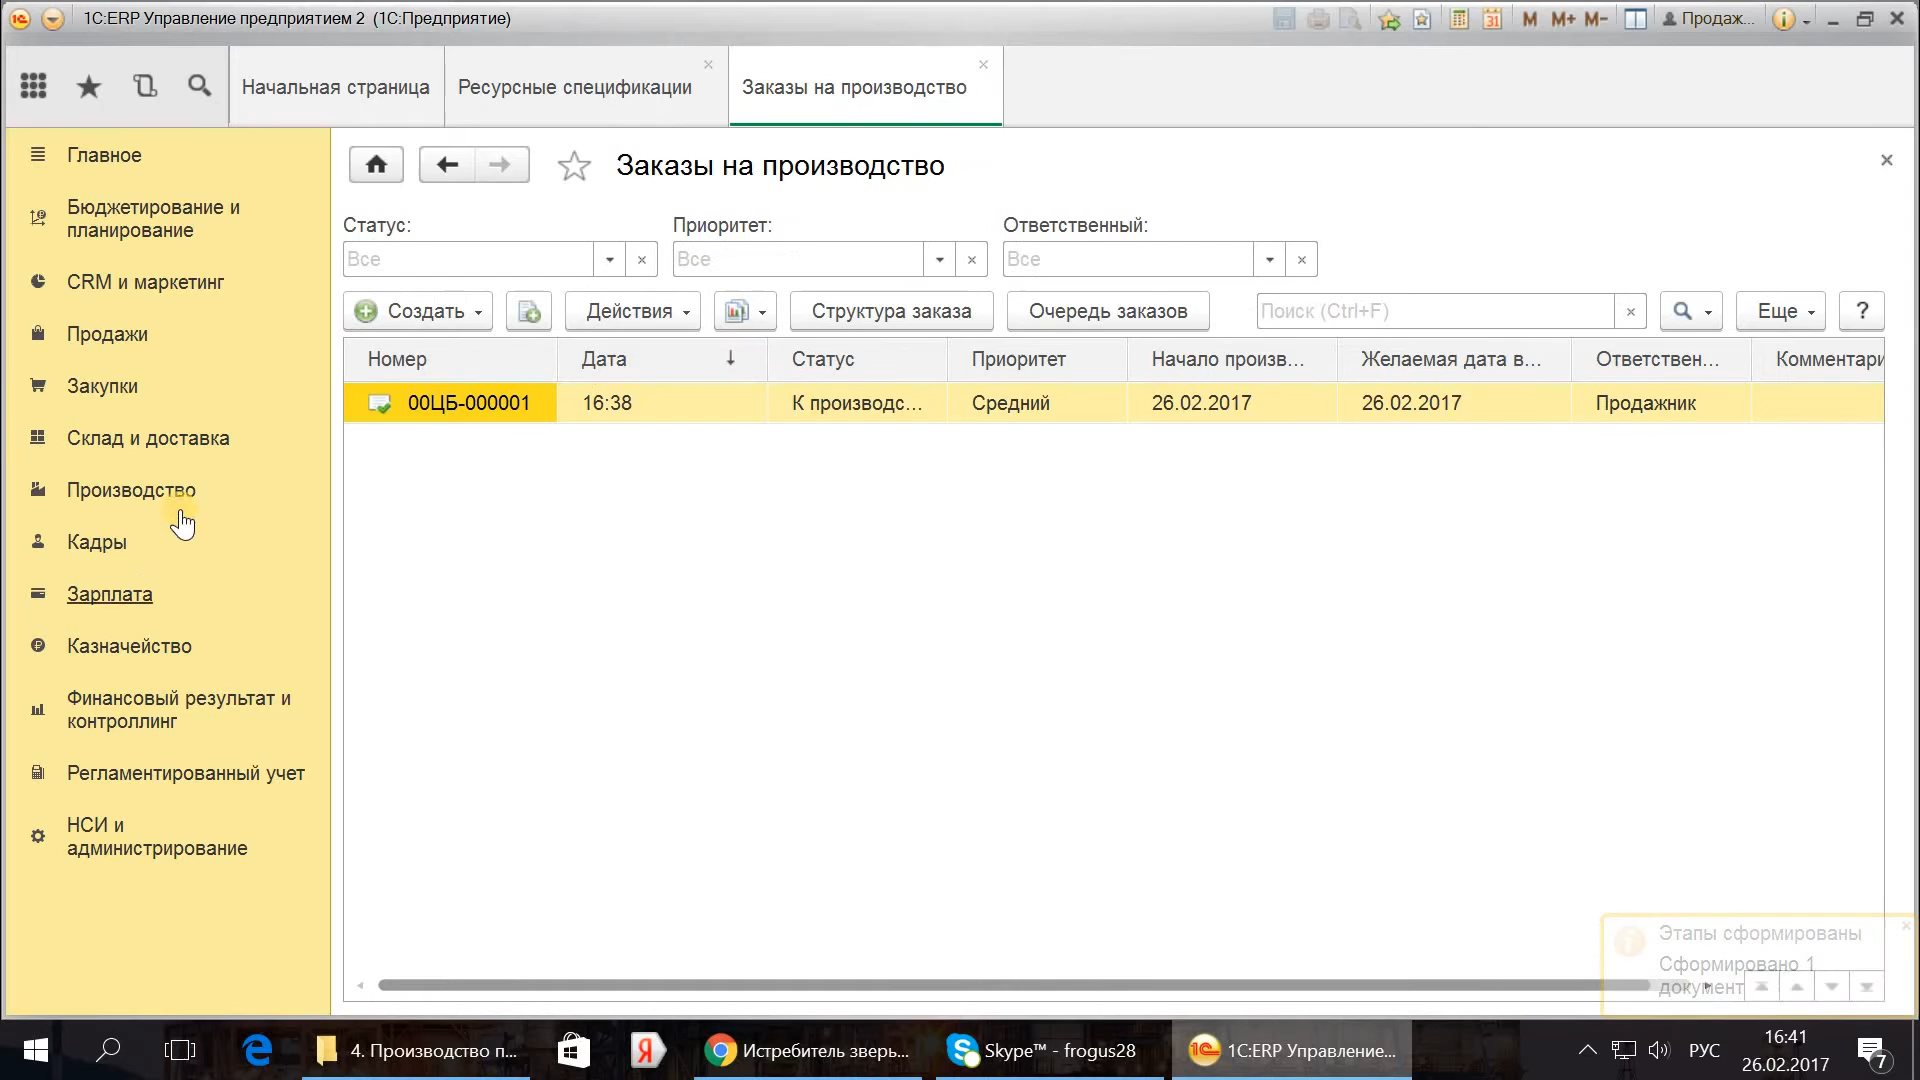 1С:ERP Управление предприятием 2 (1С:Предприятие)
31
M M+ M-
Продаж...
Начальная страница
Ресурсные спецификации
Заказы на производство
Главное
Бюджетирование и
планирование
CRM и маркетинг
Продажи
Закупки
Склад и доставка
Производство
Кадры
Зарплата
Казначейство
Финансовый результат и
контроллинг
Регламентированный учет
НСИ и
администрирование
Заказы на производство
Статус:
Приоритет:
Ответственный:
Все
Все
Все
Создать
Действия
Структура заказа
Очередь заказов
Поиск (Ctrl+F)
Еще
?
Номер
Дата
Статус
Приоритет
Начало произв...
Желаемая дата в...
Ответствен...
Комментари
00ЦБ-000001
16:38
К производс...
Средний
26.02.2017
26.02.2017
Продажник
Этапы сформированы
Сформировано 1
документ
4. Производство п...
Я
Истребитель зверь...
Skype™ - frogus28
1С:ERP Управление...
РУС
16:41
26.02.2017
7